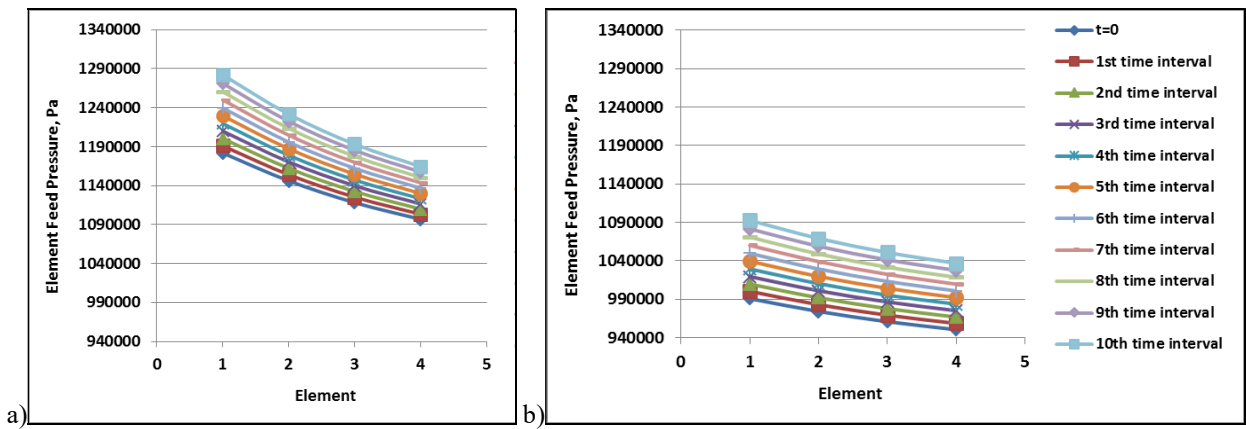 1340000
1290000
1240000
1190000
1140000
1090000
1040000
990000
940000
Element Feed Pressure, Pa
0 1 2 3 4 5
Element
a)
1340000
1290000
1240000
1190000
1140000
1090000
1040000
990000
940000
Element Feed Pressure, Pa
0 1 2 3 4 5
Element
b)
t=0
1st time interval
2nd time interval
3rd time interval
4th time interval
5th time interval
6th time interval
7th time interval
8th time interval
9th time interval
10th time interval